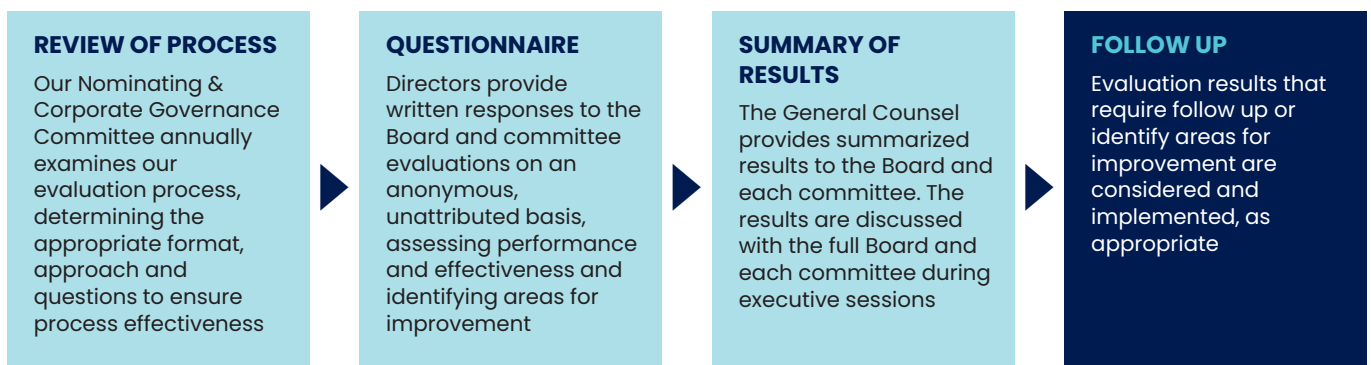 REVIEW OF PROCESS
Our Nominating &
Corporate Governance
Committee annually
examines our
evaluation process,
determining the
appropriate format,
approach and
questions to ensure
process effectiveness
QUESTIONNAIRE
Directors provide
written responses to the
Board and committee
evaluations on an
anonymous,
unattributed basis,
assessing performance
and effectiveness and
identifying areas for
improvement
SUMMARY OF
RESULTS
The General Counsel
provides summarized
results to the Board and
each committee. The
results are discussed
with the full Board and
each committee during
executive sessions
FOLLOW UP
Evaluation results that
require follow up or
identify areas for
improvement are
considered and
implemented, as
appropriate